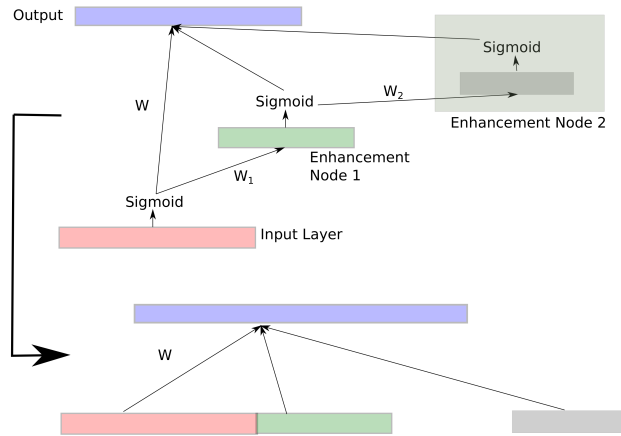 Output
Sigmoid
W
Sigmoid
W₂
Enhancement Node 2
Enhancement
Node 1
W₁
Sigmoid
Input Layer
W